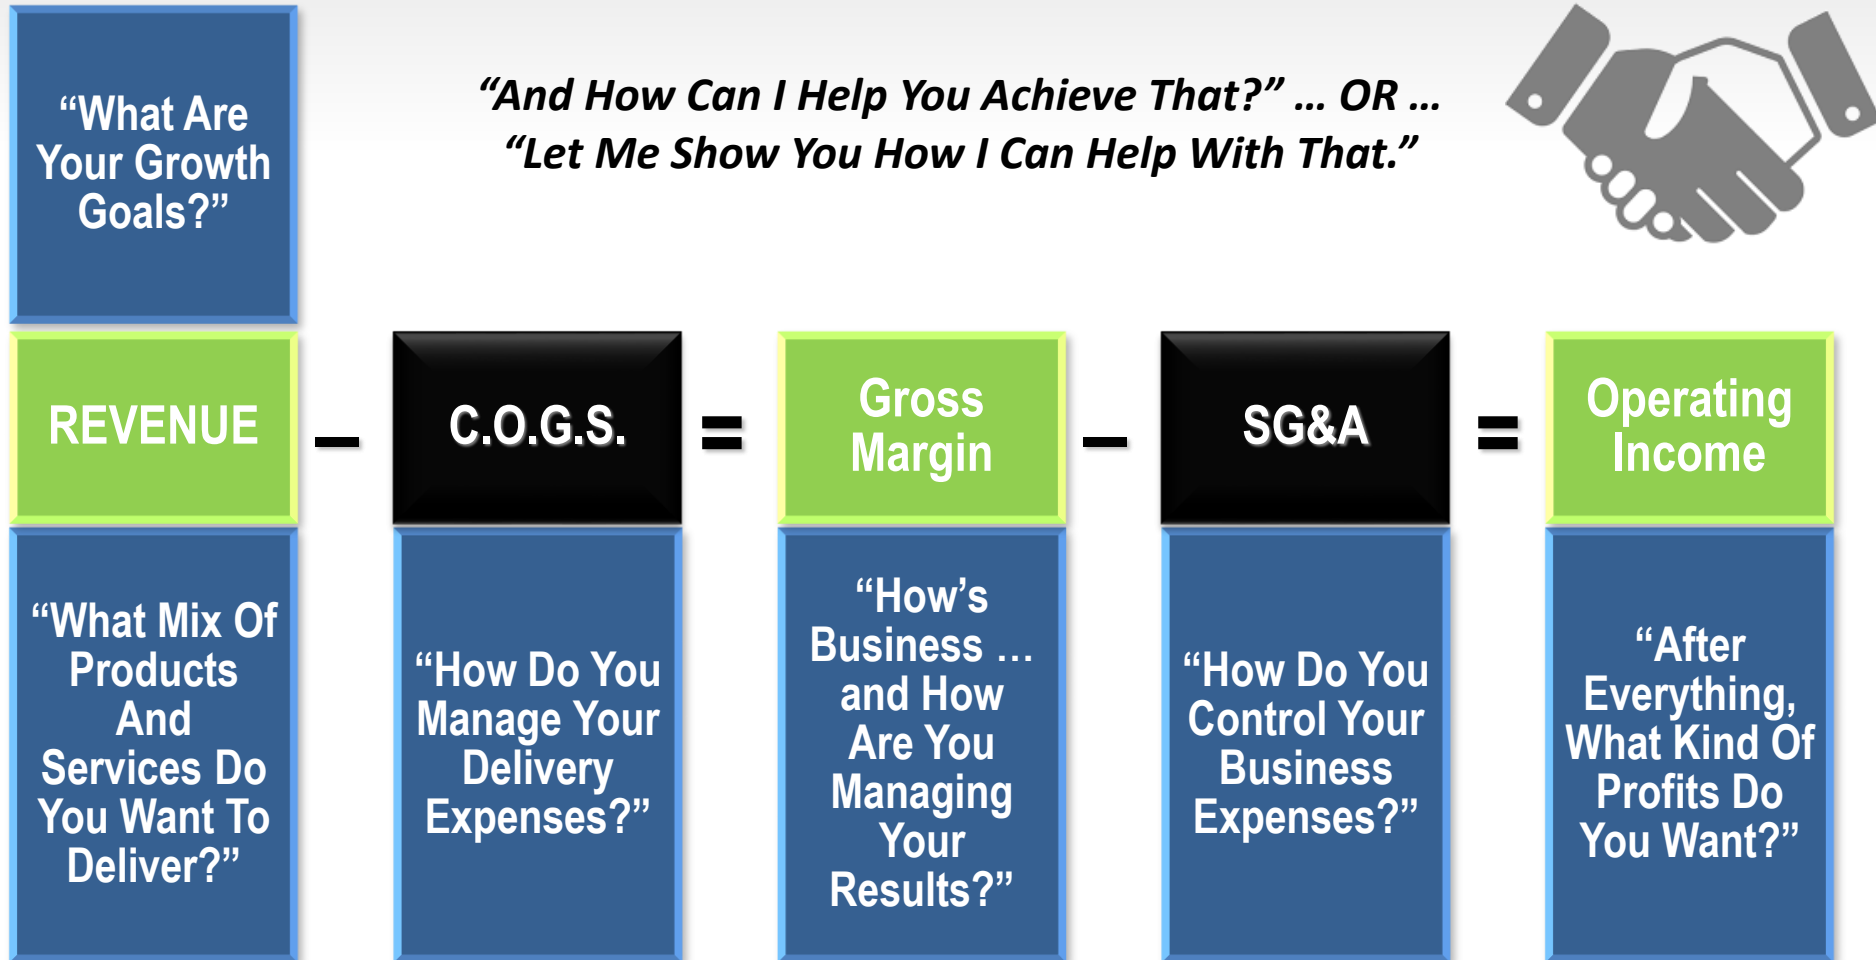 “What Are
Your Growth
Goals?”
“And How Can I Help You Achieve That?” … OR …
“Let Me Show You How I Can Help With That.”
REVENUE
–
C.O.G.S.
=
Gross
Margin
–
SG&A
=
Operating
Income
“What Mix Of
Products
And
Services Do
You Want To
Deliver?”
“How Do You
Manage Your
Delivery
Expenses?”
“How’s
Business …
and How
Are You
Managing
Your
Results?”
“How Do You
Control Your
Business
Expenses?”
“After
Everything,
What Kind Of
Profits Do
You Want?”